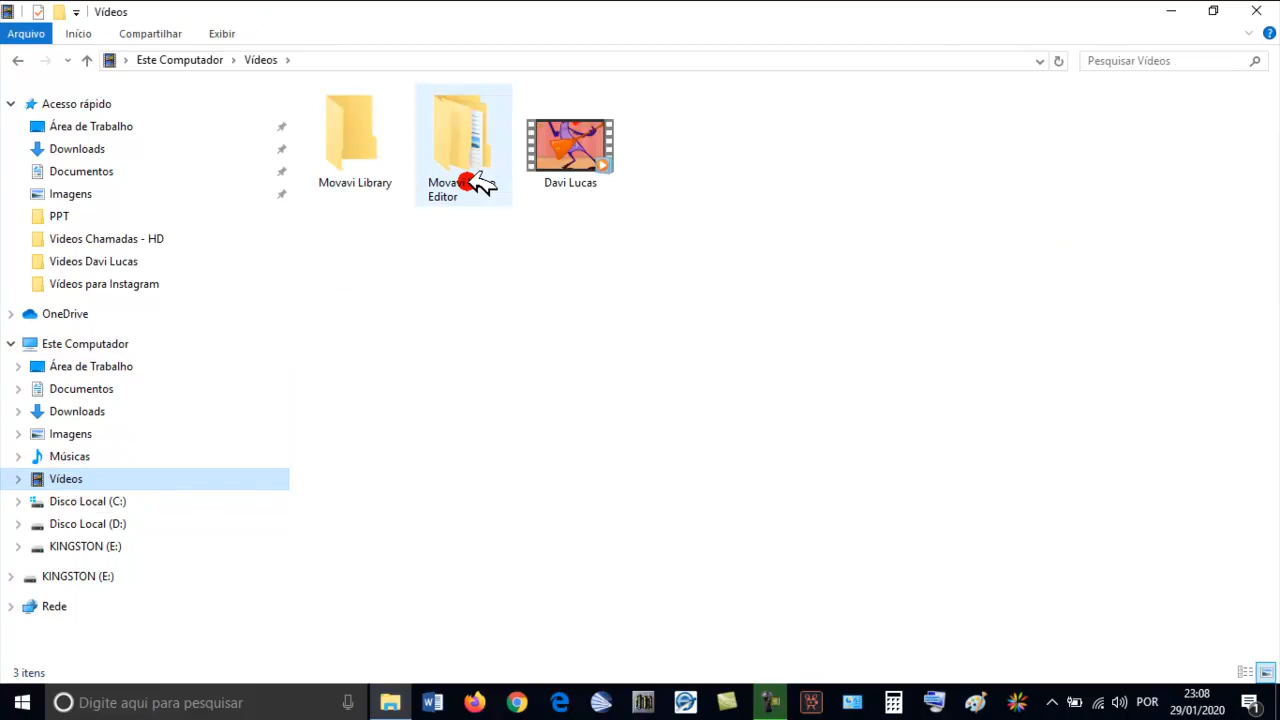 Vídeos
Arquivo Início Compartilhar Exibir
Este Computador Vídeos
Pesquisar Vídeos
Acesso rápido
Área de Trabalho
Downloads
Documentos
Imagens
PPT
Videos Chamadas - HD
Videos Davi Lucas
Vídeos para Instagram
OneDrive
Este Computador
Área de Trabalho
Documentos
Downloads
Imagens
Músicas
Vídeos
Disco Local (C:)
Disco Local (D:)
KINGSTON (E:)
KINGSTON (E:)
Rede
Movavi Library
Movavi
Editor
Davi Lucas
3 itens
Digite aqui para pesquisar
POR
23:08
29/01/2020